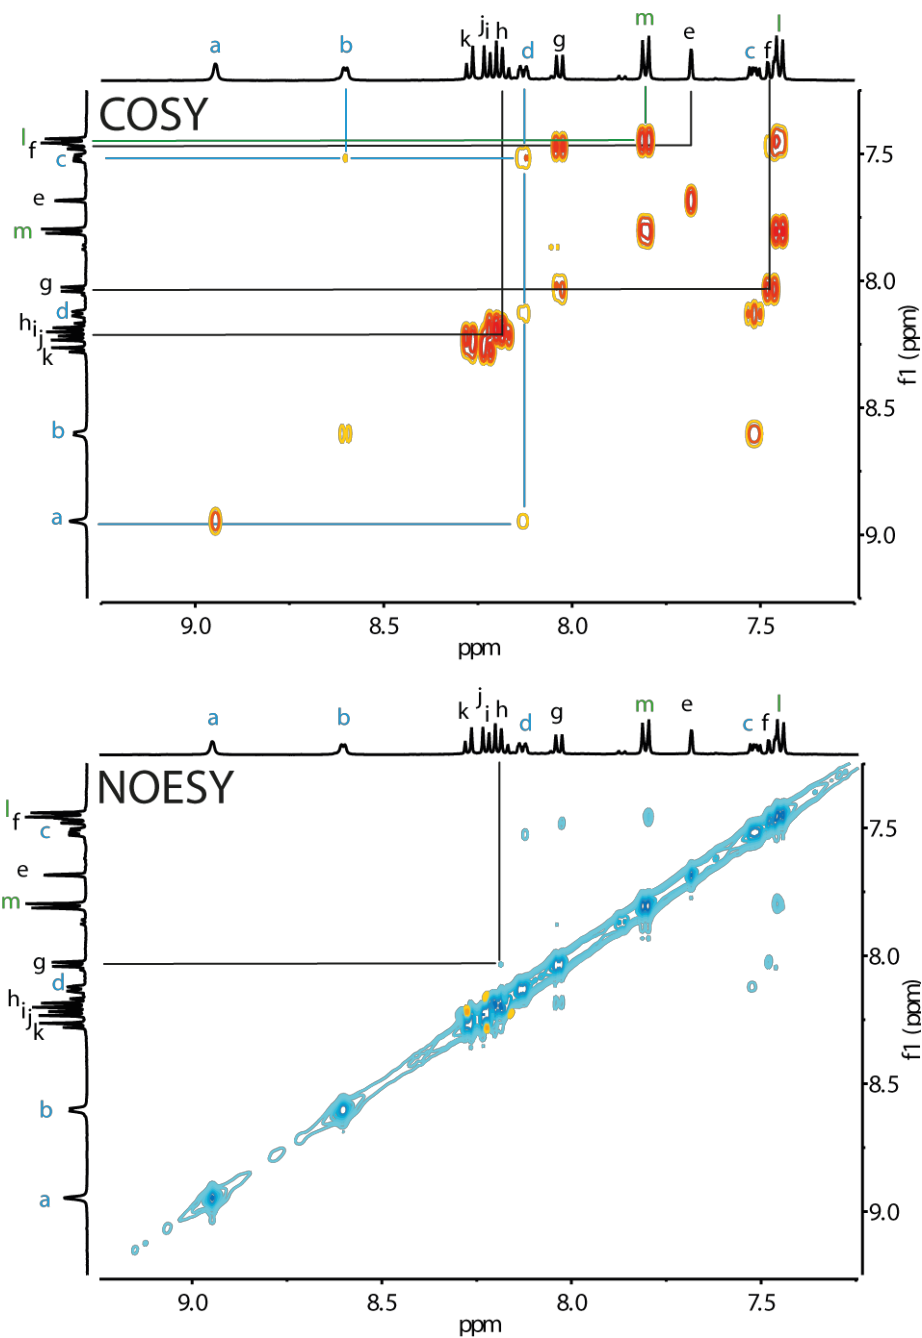 a b k j i h d g m e c f l
COSY
l
f
c
e
m
g
d
h i j
k
b
a
7.5
8.0
8.5
9.0
f1 (ppm)
9.0 8.5 8.0 7.5
ppm
a b k j i h d g m e c f l
NOESY
l
f
c
e
m
g
d
h i j
k
b
a
7.5
8.0
8.5
9.0
f1 (ppm)
9.0 8.5 8.0 7.5
ppm